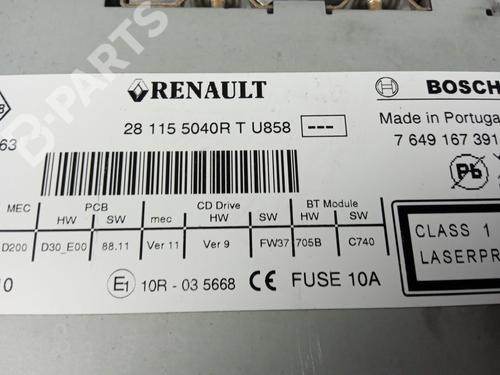 B-PARTS
RENAULT
BOSCH
28 115 5040R T U858 ---
Made in Portugal
63
7 649 167 391
Pb
MEC PCB CD Drive BT Module
HW SW mec HW SW HW SW
D200 D30_E00 88.11 Ver 11 Ver 9 FW37 705B C740
CLASS 1
LASERPR
10
E1 10R - 03 5668 CE FUSE 10A